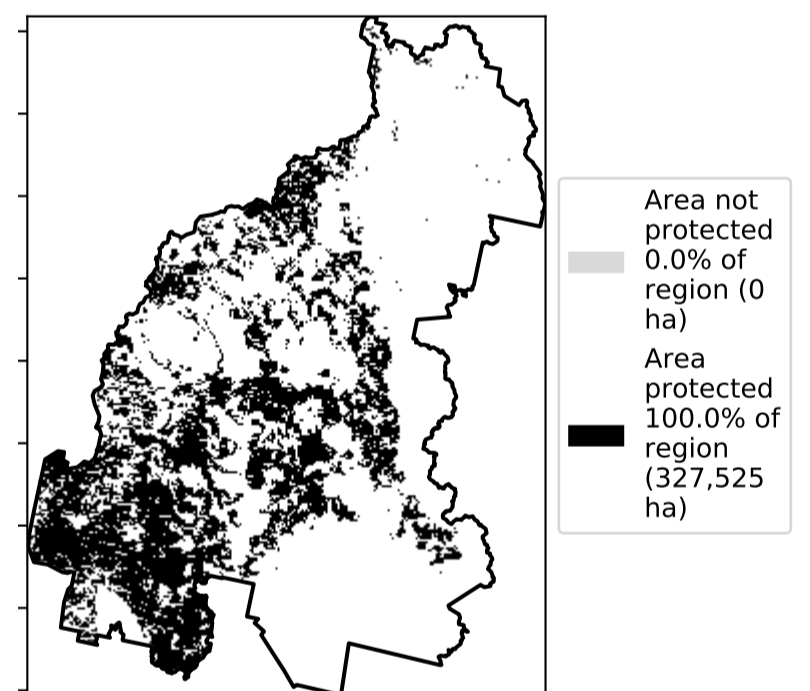 Area not
protected
0.0% of
region (0
ha)
Area
protected
100.0% of
region
(327,525
ha)